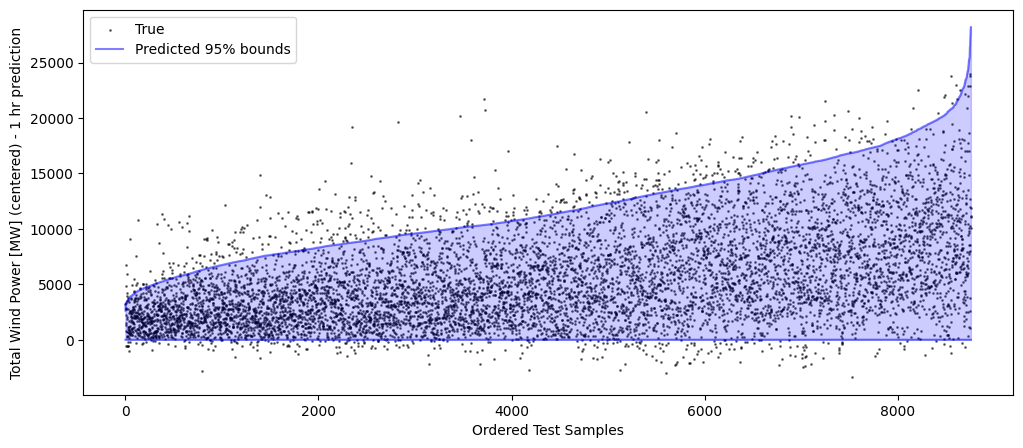 True
Predicted 95% bounds
Total Wind Power [MW] (centered) - 1 hr prediction
25000
20000
15000
10000
5000
0
0
2000
4000
6000
8000
Ordered Test Samples